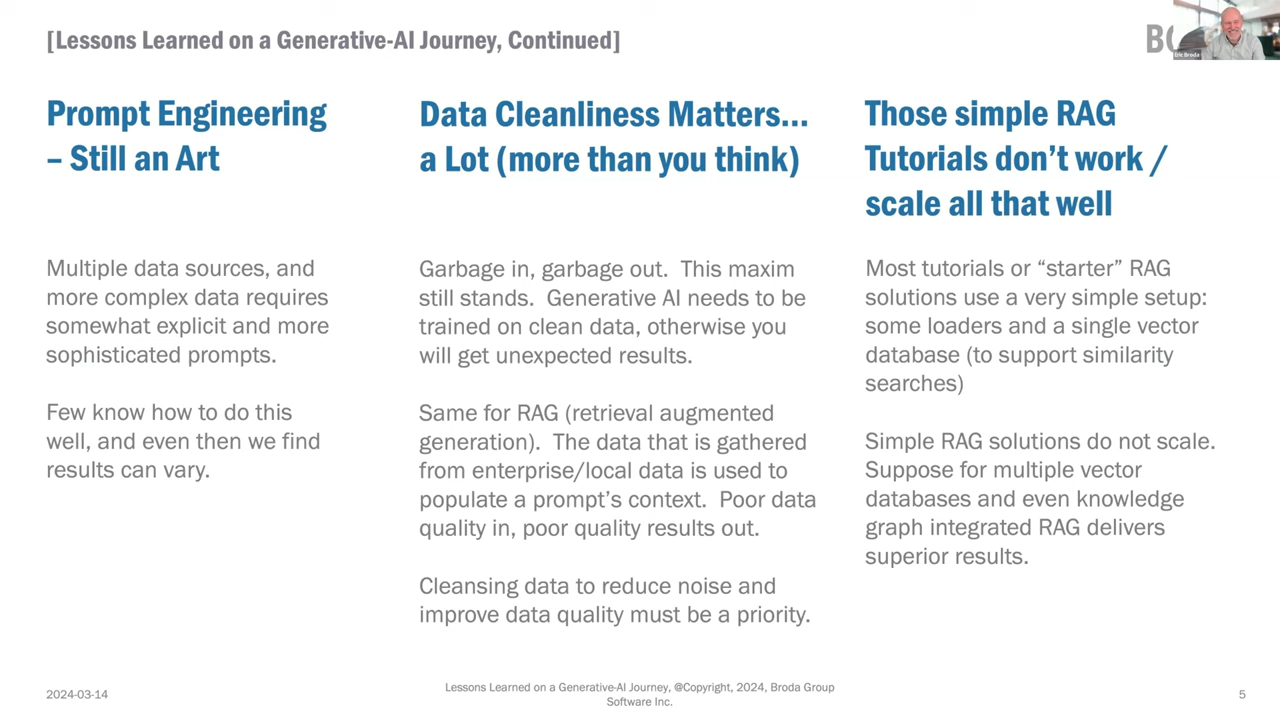 [Lessons Learned on a Generative-AI Journey, Continued]
BO
Eric Broda
Prompt Engineering
– Still an Art
Multiple data sources, and
more complex data requires
somewhat explicit and more
sophisticated prompts.
Few know how to do this
well, and even then we find
results can vary.
Data Cleanliness Matters...
a Lot (more than you think)
Garbage in, garbage out.  This maxim
still stands.  Generative AI needs to be
trained on clean data, otherwise you
will get unexpected results.
Same for RAG (retrieval augmented
generation).  The data that is gathered
from enterprise/local data is used to
populate a prompt’s context.  Poor data
quality in, poor quality results out.
Cleansing data to reduce noise and
improve data quality must be a priority.
Those simple RAG
Tutorials don’t work /
scale all that well
Most tutorials or “starter” RAG
solutions use a very simple setup:
some loaders and a single vector
database (to support similarity
searches)
Simple RAG solutions do not scale.
Suppose for multiple vector
databases and even knowledge
graph integrated RAG delivers
superior results.
2024-03-14
Lessons Learned on a Generative-AI Journey, @Copyright, 2024, Broda Group
Software Inc.
5